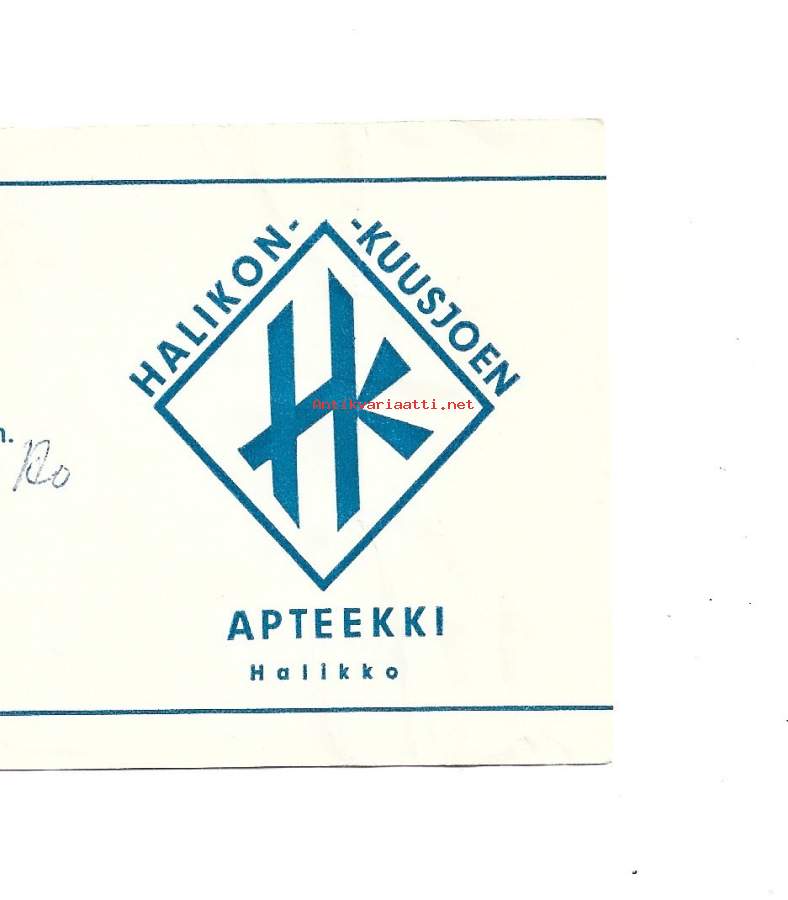 HALIKON-
-KUUSJOEN
HK
Antikvariaatti.net
APTEEKKI
Halikko